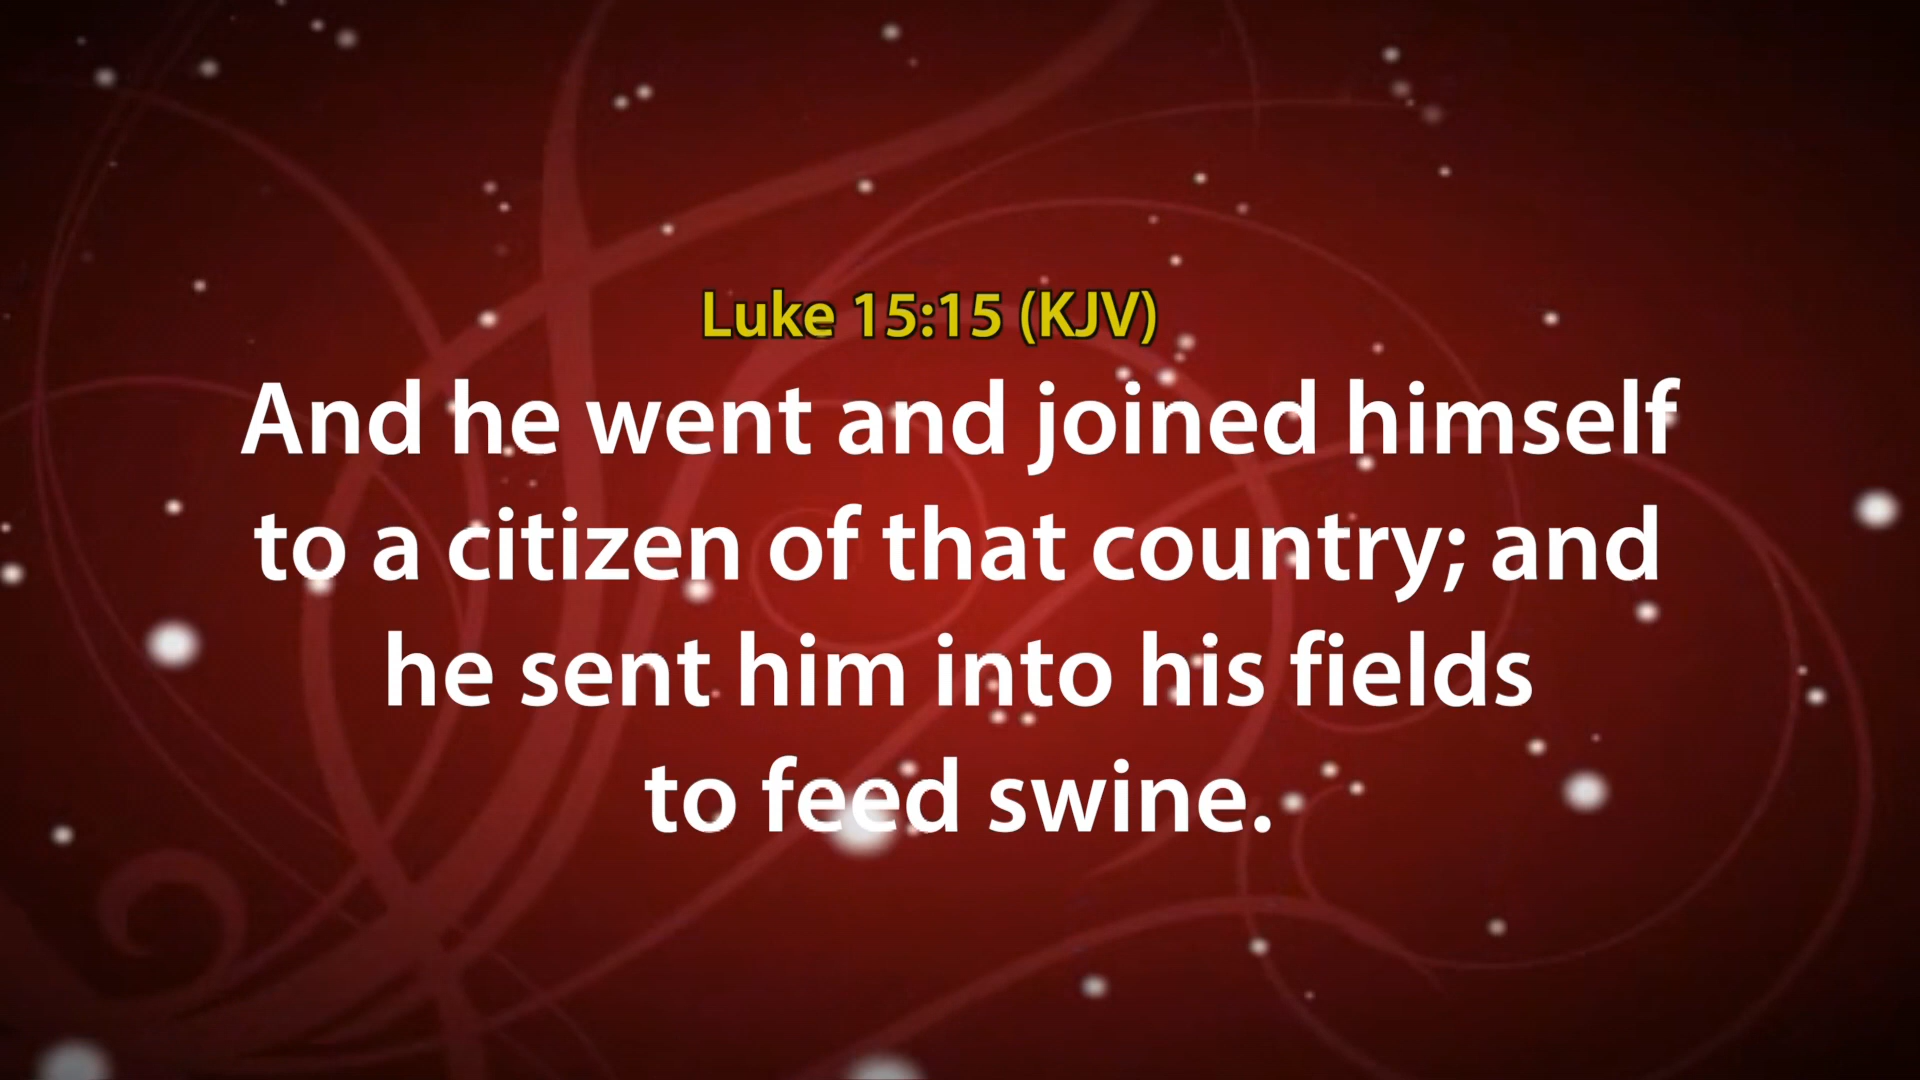 Luke 15:15 (KJV)
And he went and joined himself
to a citizen of that country; and
he sent him into his fields
to feed swine.